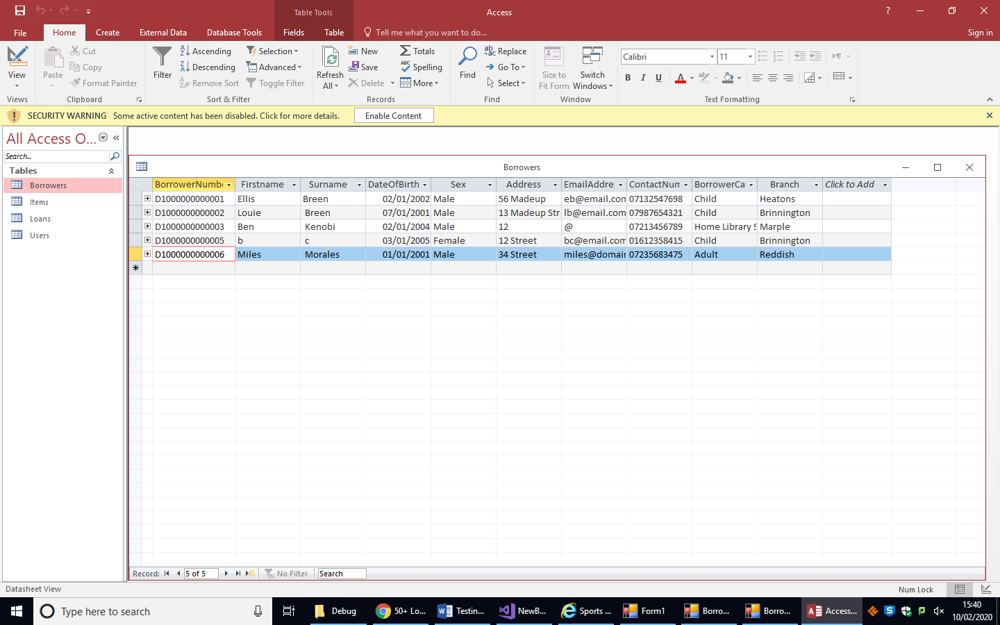 Table Tools
Access
?
File Home Create External Data Database Tools Fields Table Tell me what you want to do... Sign in
View
Views
Paste
Cut
Copy
Format Painter
Clipboard
Filter
Ascending
Descending
Remove Sort
Selection
Advanced
Toggle Filter
Sort & Filter
Refresh
All
New
Save
Delete
Totals
Spelling
More
Records
Find
Replace
Go To
Select
Find
Size to
Fit Form
Switch
Windows
Window
Calibri 11
B I U A
Text Formatting
SECURITY WARNING Some active content has been disabled. Click for more details. Enable Content
All Access O...
Search...
Tables
Borrowers
Items
Loans
Users
Borrowers
BorrowerNumb Firstname Surname DateOfBirth Sex Address EmailAddre ContactNum BorrowerCa Branch Click to Add
D1000000000001 Ellis Breen 02/01/2002 Male 56 Madeup eb@email.com 07132547698 Child Heatons
D1000000000002 Louie Breen 07/01/2001 Male 13 Madeup Str lb@email.com 07987654321 Child Brinnington
D1000000000003 Ben Kenobi 02/01/2004 Male 12 @ 07213456789 Home Library S Marple
D1000000000005 b c 03/01/2005 Female 12 Street bc@email.com 01612358415 Child Brinnington
D1000000000006 Miles Morales 01/01/2001 Male 34 Street miles@domai 07235683475 Adult Reddish
Record: 5 of 5 No Filter Search
Datasheet View
Num Lock
Type here to search
Debug
50+ Lo...
Testin...
NewB...
Sports ...
Form1
Borro...
Borro...
Access...
15:40
10/02/2020